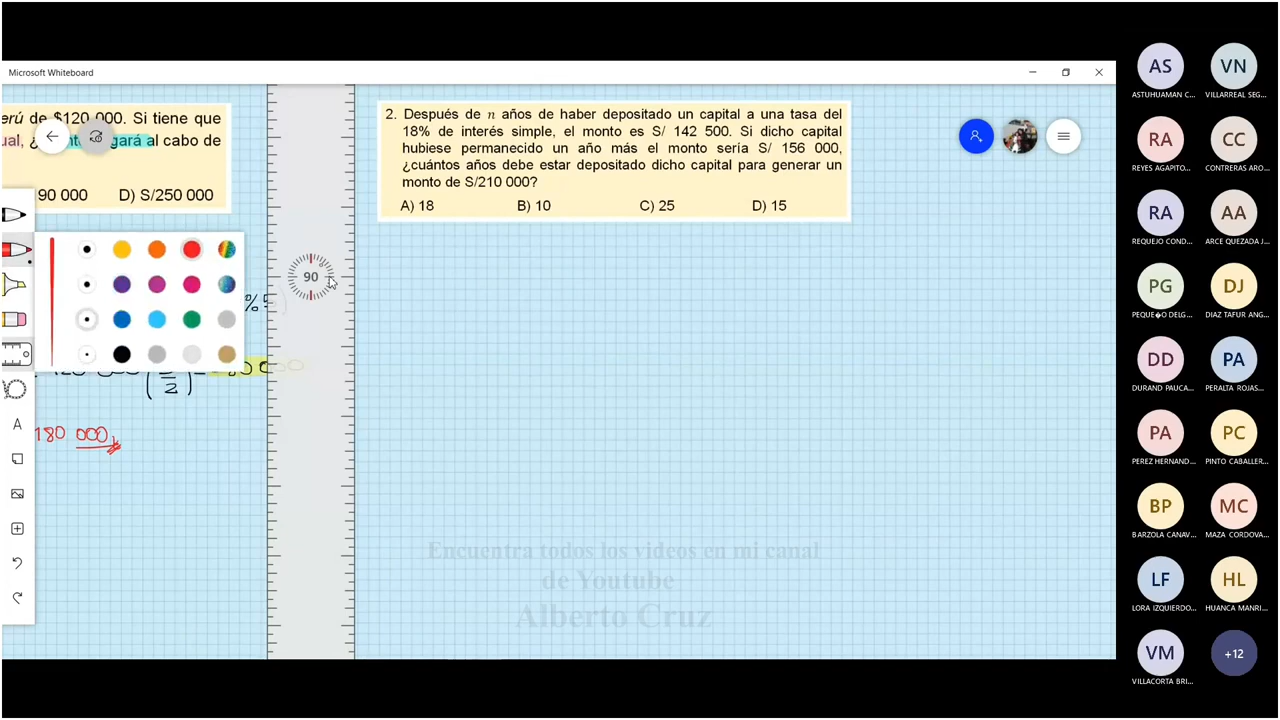 Microsoft Whiteboard
erú de $120 000. Si tiene que
ual, ¿ gará al cabo de
90 000 D) S/250 000
2. Después de n años de haber depositado un capital a una tasa del
18% de interés simple, el monto es S/ 142 500. Si dicho capital
hubiese permanecido un año más el monto sería S/ 156 000,
¿cuántos años debe estar depositado dicho capital para generar un
monto de S/210 000?
A) 18 B) 10 C) 25 D) 15
90
180 000
A
Encuentra todos los videos en mi canal
de Youtube
Alberto Cruz
AS
ASTUHUAMAN C...
VN
VILLARREAL SEG...
RA
REYES AGAPITO...
CC
CONTRERAS ARO...
RA
REQUEJO COND...
AA
ARCE QUEZADA J...
PG
PEQUE�O DELG...
DJ
DIAZ TAFUR ANG...
DD
DURAND PAUCA...
PA
PERALTA ROJAS...
PA
PEREZ HERNAND...
PC
PINTO CABALLER...
BP
BARZOLA CANAV...
MC
MAZA CORDOVA...
LF
LORA IZQUIERDO...
HL
HUANCA MANRI...
VM
VILLACORTA BRI...
+12